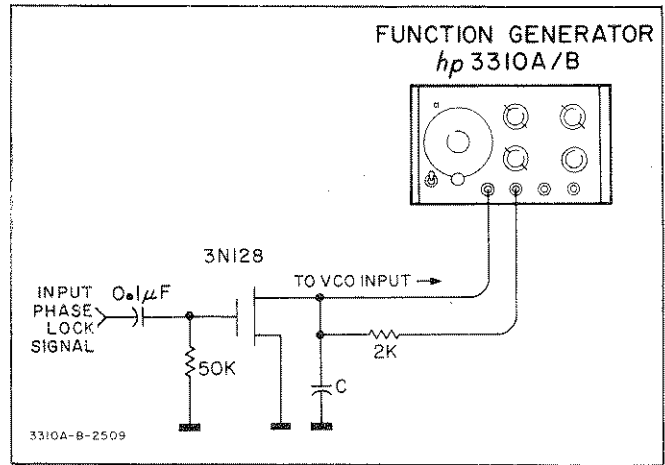 FUNCTION GENERATOR
hp 3310A/B
3N128
TO VCO INPUT →
INPUT
PHASE
LOCK
SIGNAL
0.1μF
50K
2K
C
3310A-B-2509